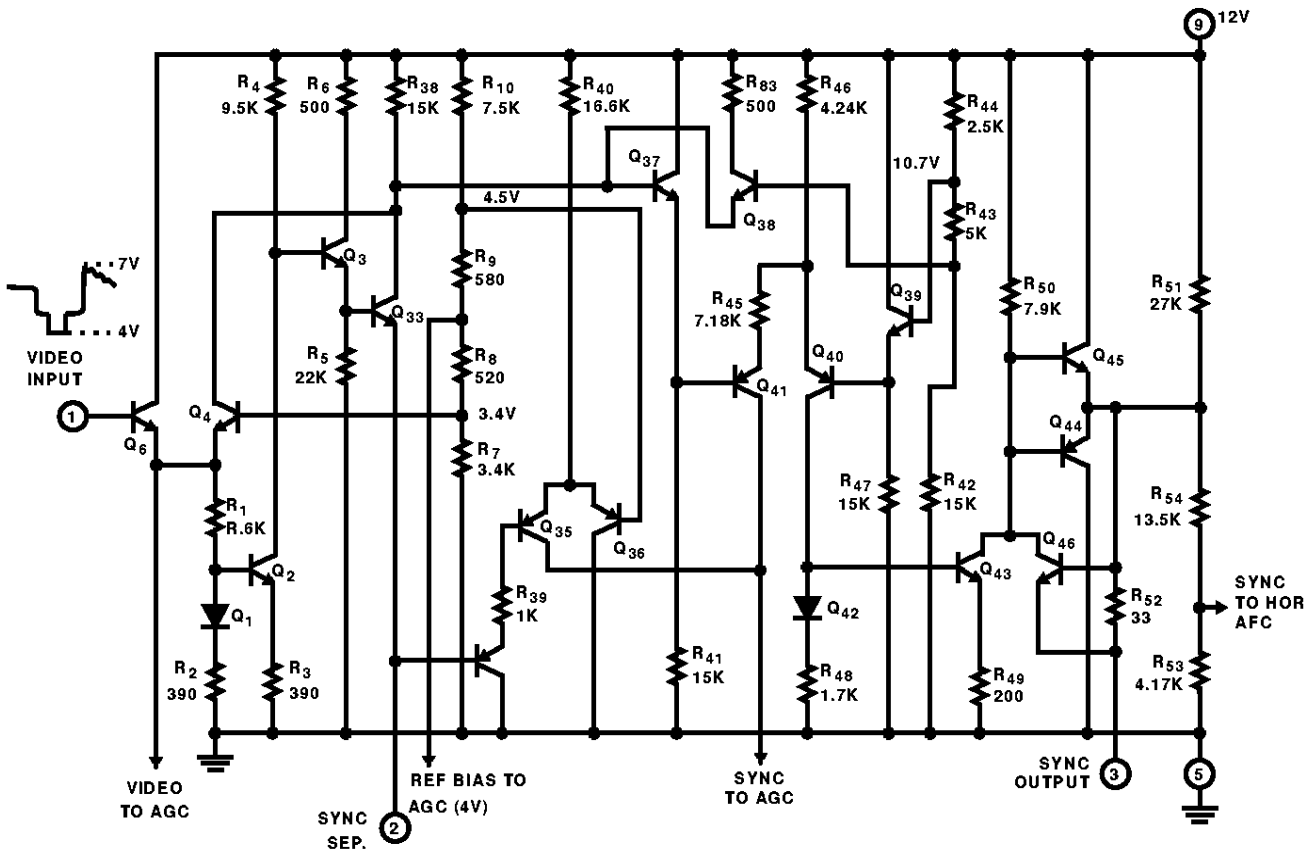 9
12V
R4
9.5K
R6
500
R38
15K
R10
7.5K
R40
16.6K
R83
500
R46
4.24K
R44
2.5K
Q37
10.7V
4.5V
Q38
R43
5K
7V
4V
VIDEO
INPUT
Q3
R9
580
Q33
R45
7.18K
Q39
R50
7.9K
R51
27K
R5
22K
R8
520
Q40
Q41
Q45
1
Q6
Q4
3.4V
R7
3.4K
Q44
R1
R.6K
Q35
Q36
R47
15K
R42
15K
R54
13.5K
Q2
Q46
Q43
R39
1K
Q1
Q42
R52
33
SYNC
TO HOR
AFC
R2
390
R3
390
R41
15K
R48
1.7K
R49
200
R53
4.17K
VIDEO
TO AGC
REF BIAS TO
AGC (4V)
SYNC
SEP.
2
SYNC
TO AGC
SYNC
OUTPUT
3
5